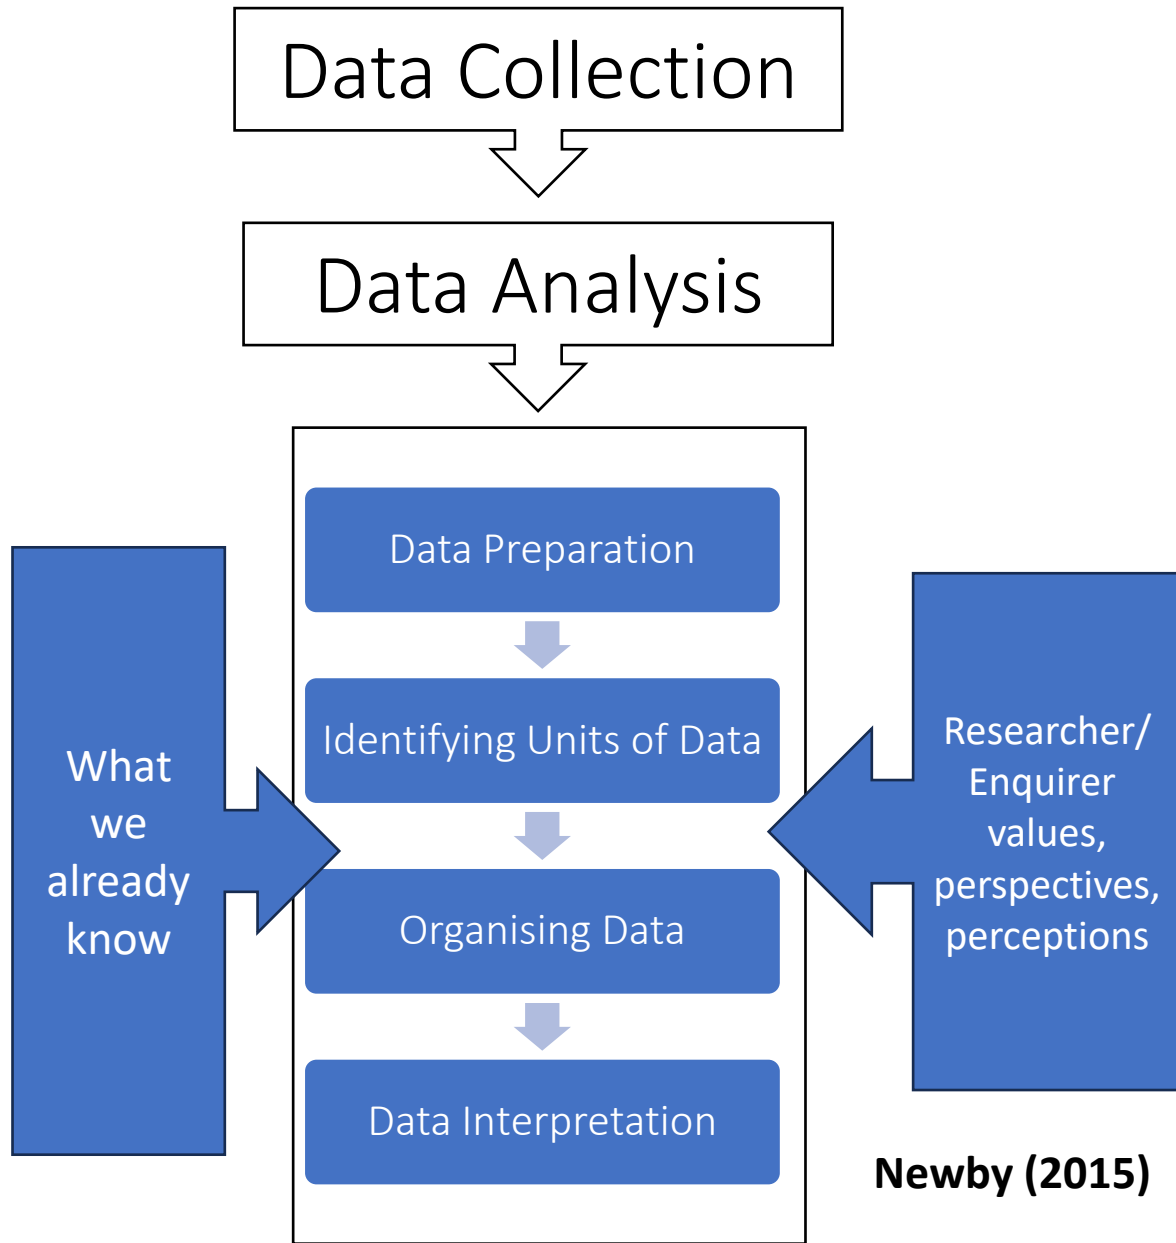 Data Collection
Data Analysis
Data Preparation
Identifying Units of Data
Organising Data
Data Interpretation
What
we
already
know
Researcher/
Enquirer
values,
perspectives,
perceptions
Newby (2015)